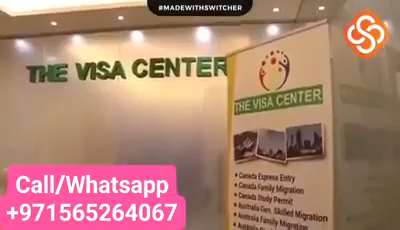 #MADEWITHSWITCHER
THE VISA CENTER
THE VISA CENTER
Canada Express Entry
Canada Family Migration
Canada Study Permit
Australia Gen. Skilled Migration
Australia Family Migration
Call/Whatsapp
+971565264067